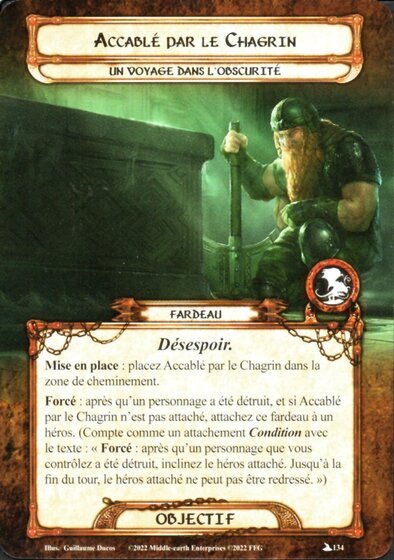 Accablé par le Chagrin
un voyage dans l'obscurité
Fardeau
Désespoir.
Mise en place : placez Accablé par le Chagrin dans la
zone de cheminement.
Forcé : après qu'un personnage a été détruit, et si Accablé
par le Chagrin n'est pas attaché, attachez ce fardeau à un
héros. (Compte comme un attachement Condition avec
le texte : « Forcé : après qu'un personnage que vous
contrôlez a été détruit, inclinez le héros attaché. Jusqu'à la
fin du tour, le héros attaché ne peut pas être redressé. »)
Objectif
Illus. Guillaume Ducos ©2022 Middle-earth Enterprises ©2022 FFG 134